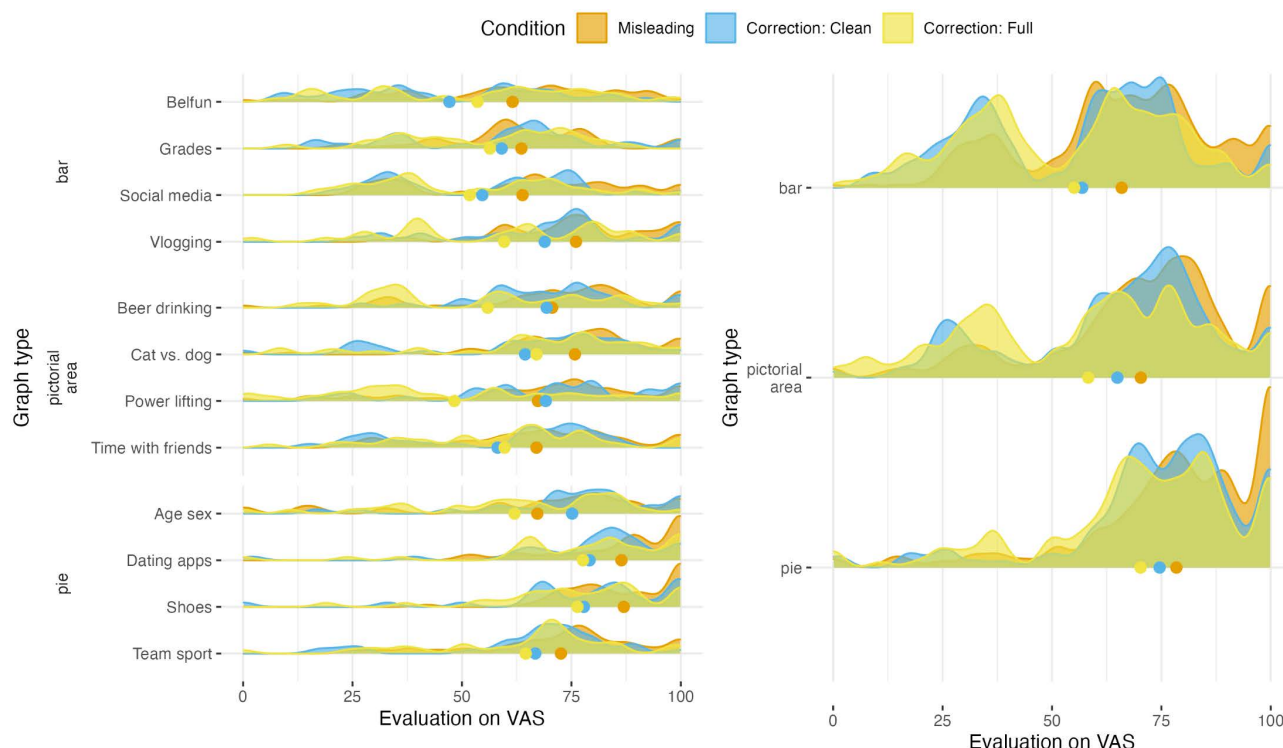 Condition Misleading Correction: Clean Correction: Full
Graph type
bar
Belfun
Grades
Social media
Vlogging
pictorial
area
Beer drinking
Cat vs. dog
Power lifting
Time with friends
pie
Age sex
Dating apps
Shoes
Team sport
0 25 50 75 100
Evaluation on VAS
Graph type
bar
pictorial
area
pie
0 25 50 75 100
Evaluation on VAS